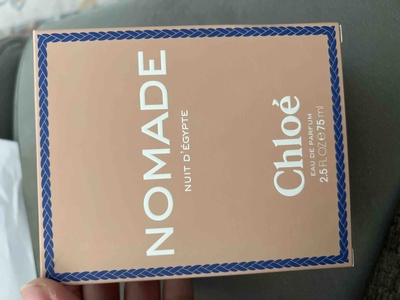 NOMADE
NUIT D'ÉGYPTE
Chloé
EAU DE PARFUM
2.5 FL OZ ℮ 75 ml